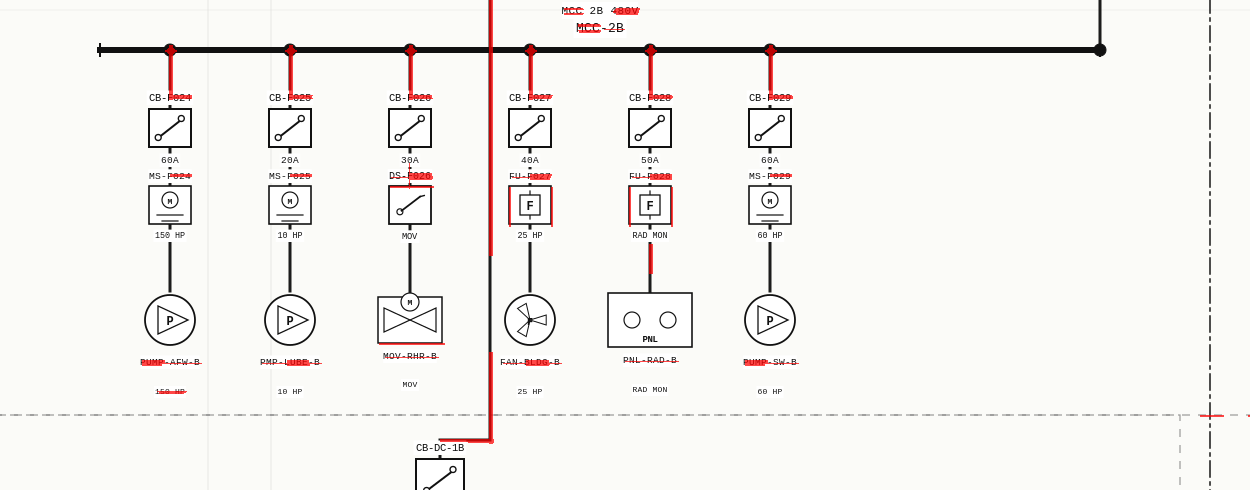 MCC 2B 480V
MCC-2B
CB-F024 CB-F025 CB-F026 CB-F027 CB-F028 CB-F029
60A 20A 30A 40A 50A 60A
MS-F024 MS-F025 DS-F026 FU-F027 FU-F028 MS-F029
M M F F M
150 HP 10 HP MOV 25 HP RAD MON 60 HP
M
P P P
PNL
PUMP-AFW-B PMP-LUBE-B MOV-RHR-B FAN-BLDG-B PNL-RAD-B PUMP-SW-B
150 HP 10 HP MOV 25 HP RAD MON 60 HP
CB-DC-1B